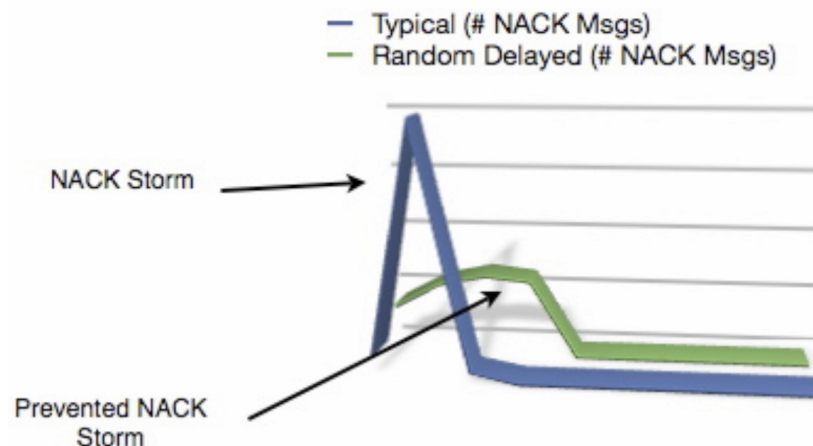 Typical (# NACK Msgs)
Random Delayed (# NACK Msgs)
NACK Storm
Prevented NACK
Storm